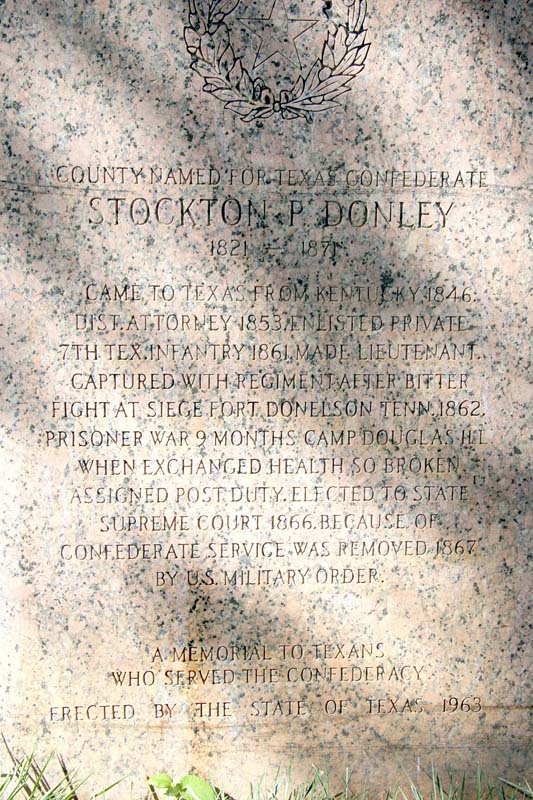 COUNTY NAMED FOR TEXAS CONFEDERATE
STOCKTON P. DONLEY
1821 — 1871
CAME TO TEXAS FROM KENTUCKY 1846.
DIST. ATTORNEY 1853. ENLISTED PRIVATE
7TH TEX. INFANTRY 1861. MADE LIEUTENANT.
CAPTURED WITH REGIMENT AFTER BITTER
FIGHT AT SIEGE FORT DONELSON TENN. 1862.
PRISONER WAR 9 MONTHS CAMP DOUGLAS ILL.
WHEN EXCHANGED HEALTH SO BROKEN
ASSIGNED POST DUTY. ELECTED TO STATE
SUPREME COURT 1866. BECAUSE OF
CONFEDERATE SERVICE WAS REMOVED 1867
BY U.S. MILITARY ORDER.
A MEMORIAL TO TEXANS
WHO SERVED THE CONFEDERACY
ERECTED BY THE STATE OF TEXAS 1963